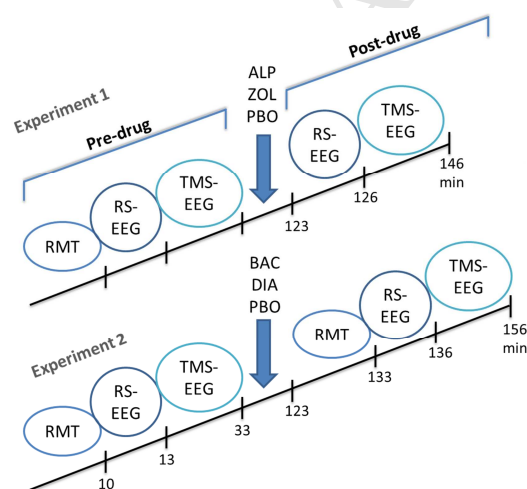 Experiment 1
Pre-drug
Post-drug
RMT
RS-
EEG
TMS-
EEG
ALP
ZOL
PBO
RS-
EEG
TMS-
EEG
123
126
146
min
Experiment 2
RMT
RS-
EEG
TMS-
EEG
BAC
DIA
PBO
RMT
RS-
EEG
TMS-
EEG
10
13
33
123
133
136
156
min